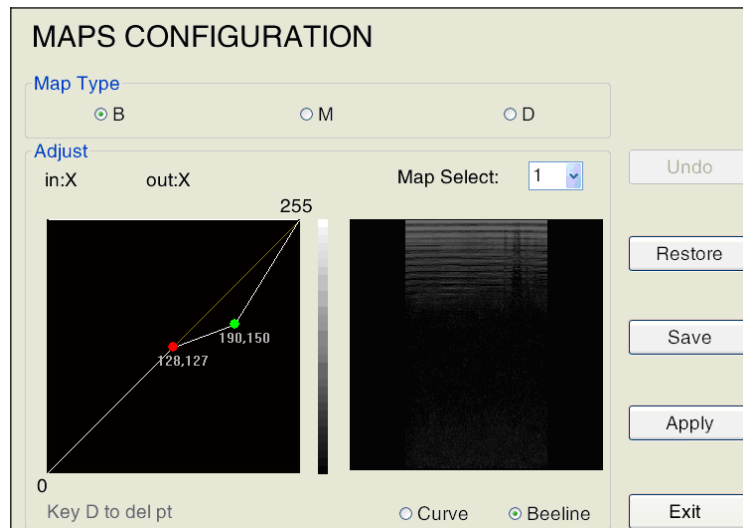 MAPS CONFIGURATION
Map Type
B M D
Adjust
in:X out:X Map Select: 1
Undo
255
Restore
190,150
128,127
Save
Apply
0
Key D to del pt
Curve Beeline
Exit